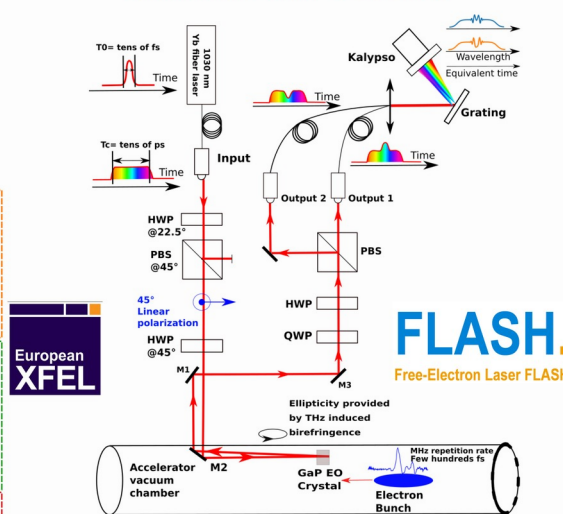 T0= tens of fs
Time
1030 nm
Yb fiber laser
Kalypso
Wavelength
Equivalent time
Grating
Time
Tc= tens of ps
Time
Input
Time
Output 2
Output 1
HWP
@22.5°
PBS
@45°
PBS
45°
Linear
polarization
HWP
QWP
HWP
@45°
M1
M3
European
XFEL
FLASH.
Free-Electron Laser FLASH
Ellipticity provided
by THz induced
birefringence
Accelerator
vacuum
chamber
M2
GaP EO
Crystal
MHz repetition rate
Few hundreds fs
Electron
Bunch